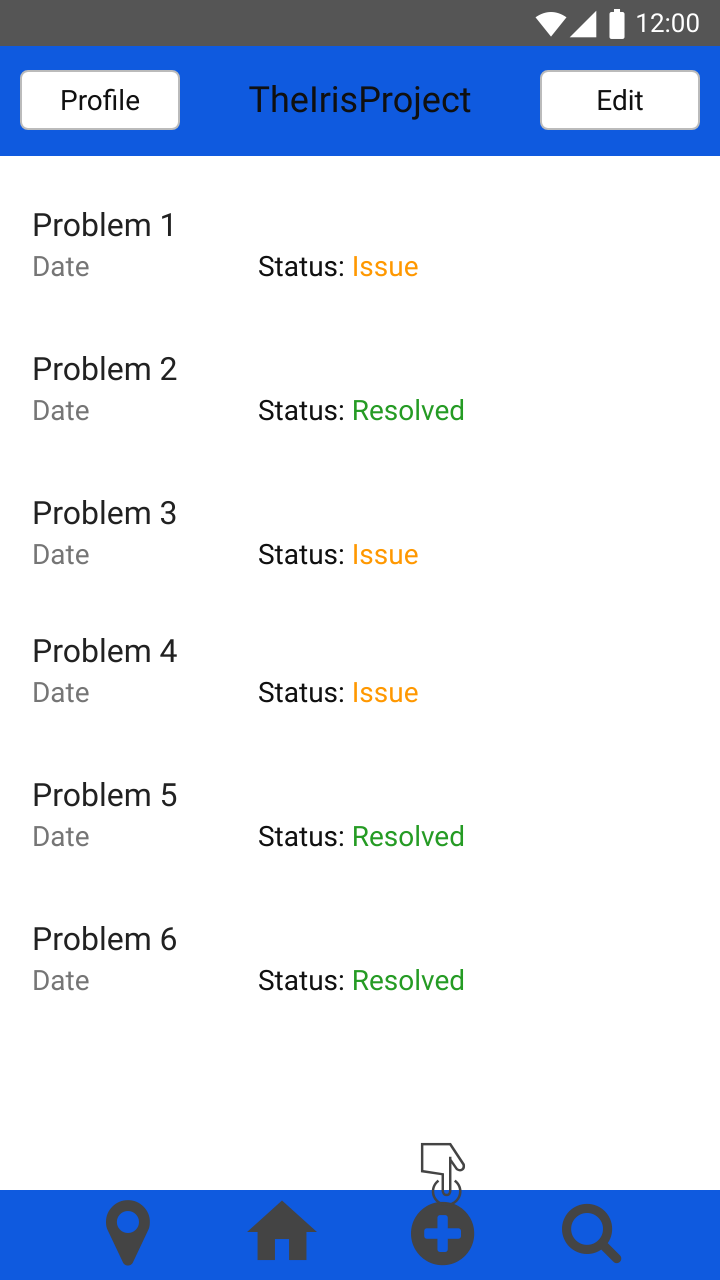 12:00
Profile TheIrisProject Edit
Problem 1
Date Status: Issue
Problem 2
Date Status: Resolved
Problem 3
Date Status: Issue
Problem 4
Date Status: Issue
Problem 5
Date Status: Resolved
Problem 6
Date Status: Resolved